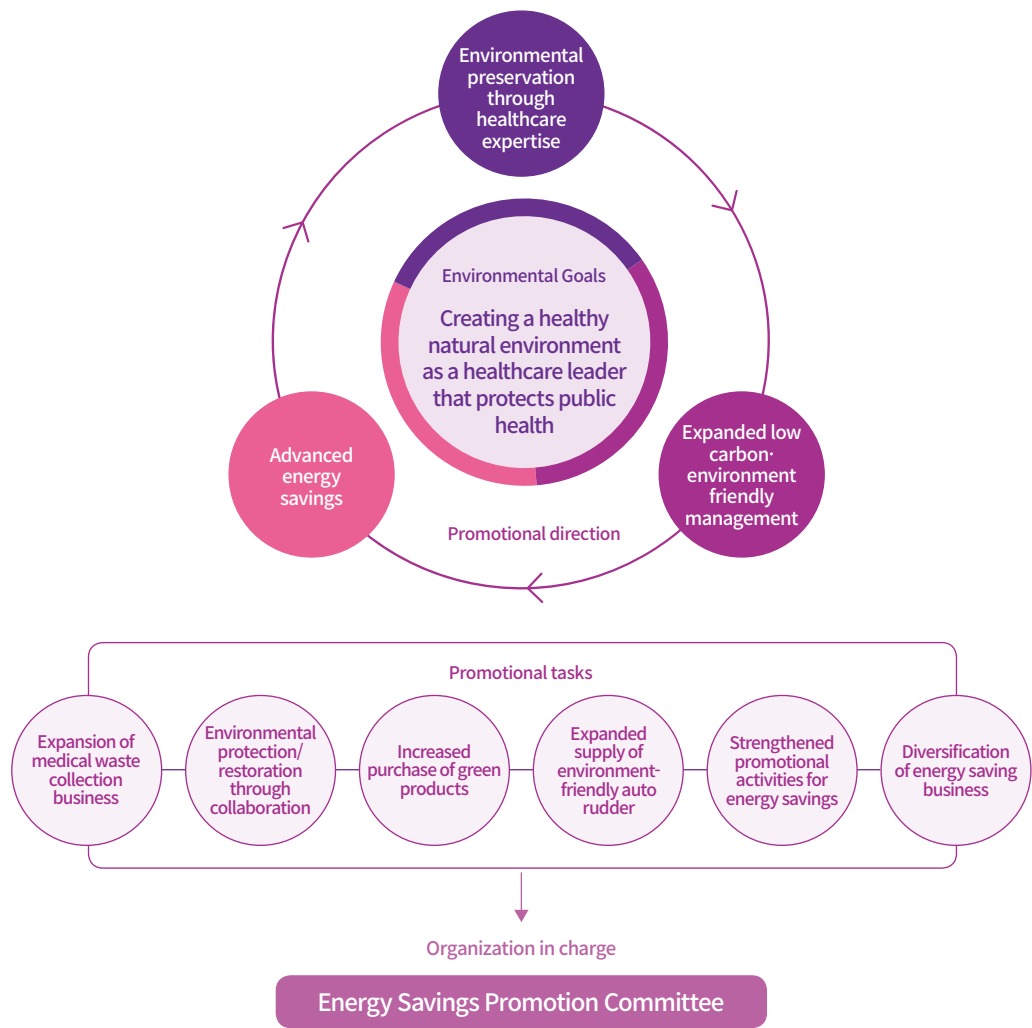 Environmental
preservation
through
healthcare
expertise
Environmental Goals
Creating a healthy
natural environment
as a healthcare leader
that protects public
health
Advanced
energy
savings
Expanded low
carbon·
environment
friendly
management
Promotional direction
Promotional tasks
Expansion of
medical waste
collection
business
Environmental
protection/
restoration
through
collaboration
Increased
purchase of green
products
Expanded
supply of
environment-
friendly auto
rudder
Strengthened
promotional
activities for
energy savings
Diversification
of energy saving
business
Organization in charge
Energy Savings Promotion Committee